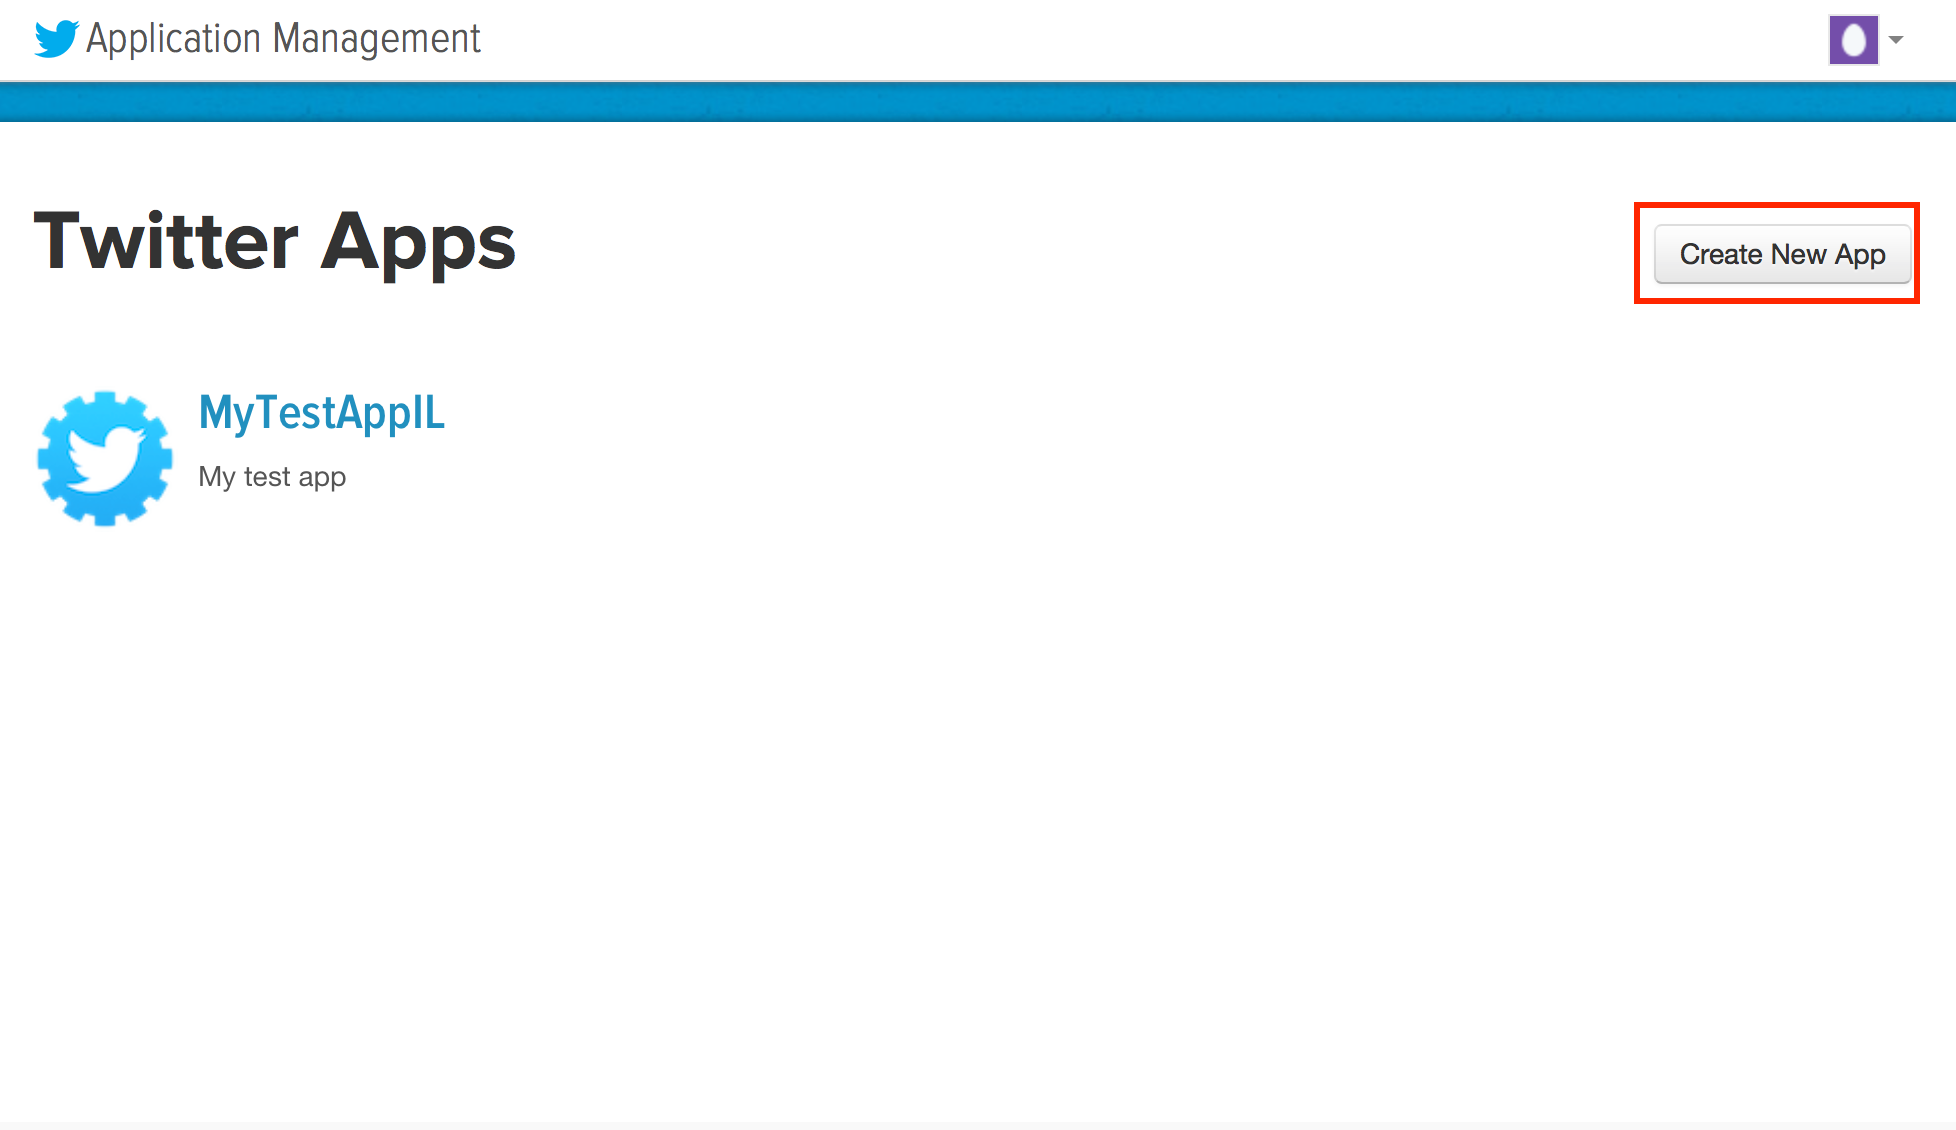 Application Management
Twitter Apps
Create New App
MyTestAppIL
My test app